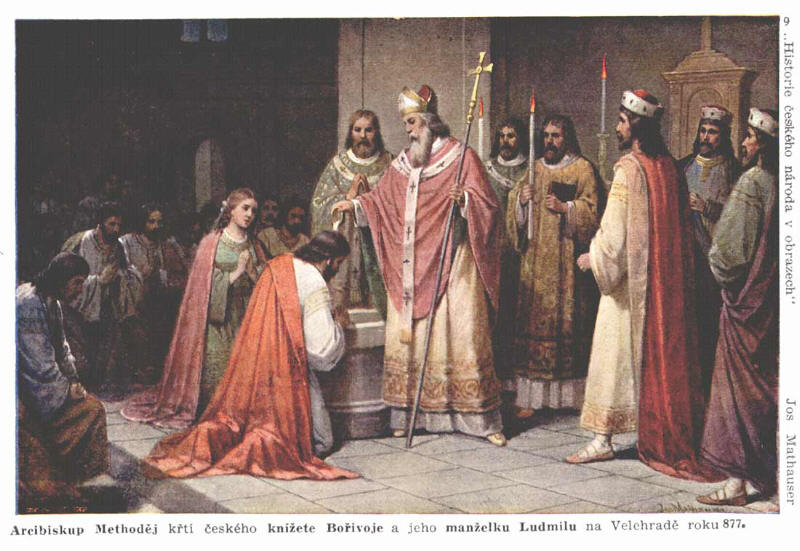 Arcibiskup Methoděj křtí českého knížete Bořivoje a jeho manželku Ludmilu na Velehradě roku 877.
9.
„Historie českého národa v obrazech"
Jos Mathauser